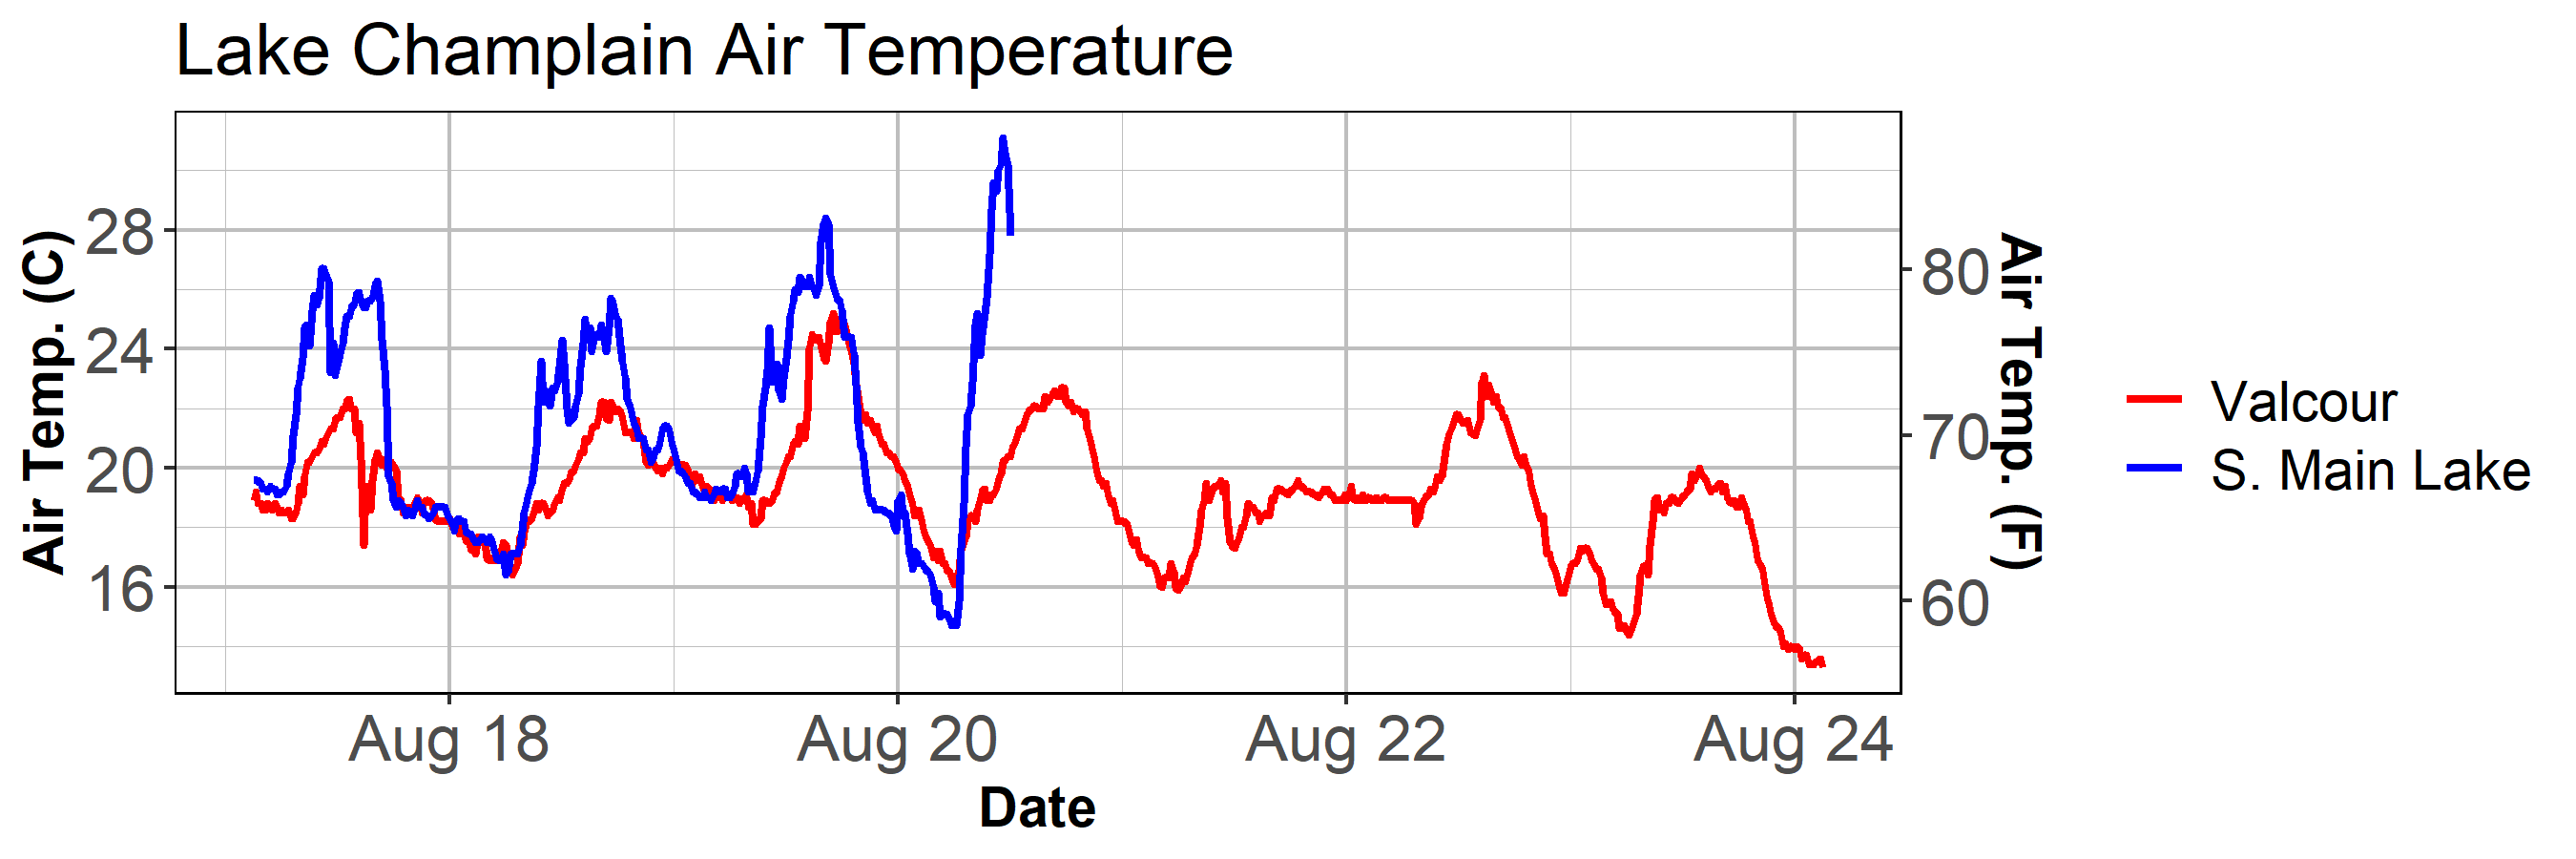 Lake Champlain Air Temperature
Air Temp. (C)
28
24
20
16
80
70
60
Air Temp. (F)
Aug 18
Aug 20
Aug 22
Aug 24
Date
Valcour
S. Main Lake